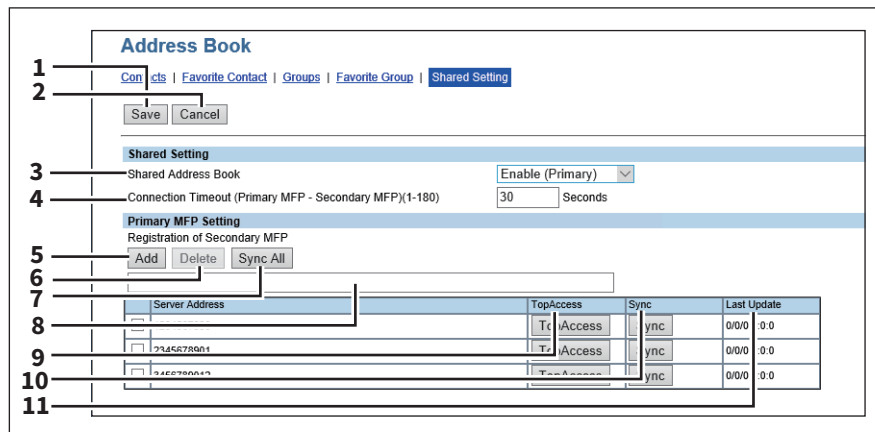 Address Book
1
Contacts | Favorite Contact | Groups | Favorite Group | Shared Setting
2
Save Cancel
Shared Setting
3 Shared Address Book Enable (Primary)
4 Connection Timeout (Primary MFP - Secondary MFP)(1-180) 30 Seconds
Primary MFP Setting
Registration of Secondary MFP
5 Add Delete Sync All
6
7
Server Address TopAccess Sync Last Update
8 TopAccess Sync 0/0/0 :0:0
9 2345678901 TopAccess Sync 0/0/0 :0:0
10 3456789012 TopAccess Sync 0/0/0 :0:0
11